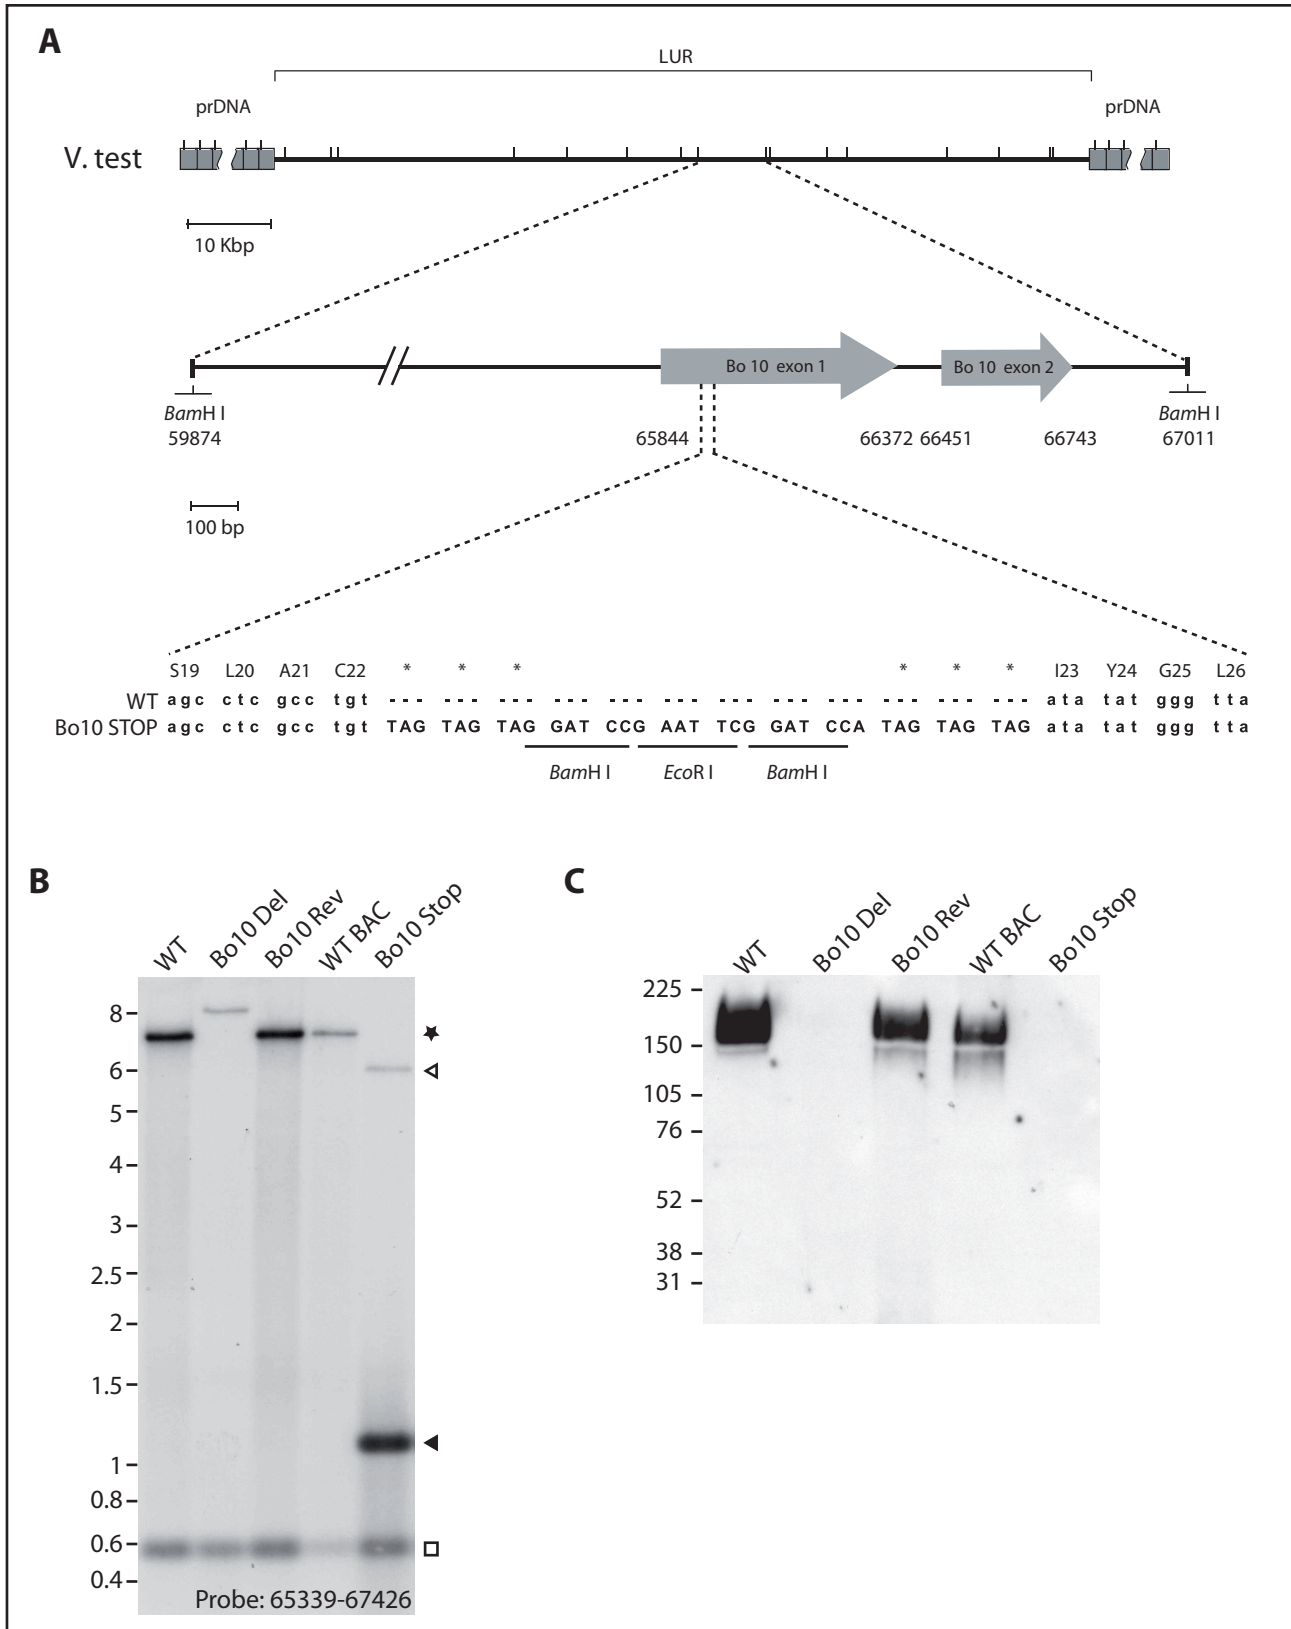 A
LUR
prDNA
prDNA
V. test
10 Kbp
Bo 10 exon 1
Bo 10 exon 2
BamH I
BamH I
59874
65844
66372 66451
66743
67011
100 bp
S19 L20 A21 C22 * * * * * * I23 Y24 G25 L26
WT agc ctc gcc tgt --- --- --- --- --- --- --- --- --- --- --- --- ata tat ggg tta
Bo10 STOP agc ctc gcc tgt TAG TAG TAG GAT CCG AAT TCG GAT CCA TAG TAG TAG ata tat ggg tta
BamH I EcoR I BamH I
B
WT
Bo10 Del
Bo10 Rev
WT BAC
Bo10 Stop
8
6
5
4
3
2.5
2
1.5
1
0.8
0.6
0.4
Probe: 65339-67426
C
WT
Bo10 Del
Bo10 Rev
WT BAC
Bo10 Stop
225
150
105
76
52
38
31